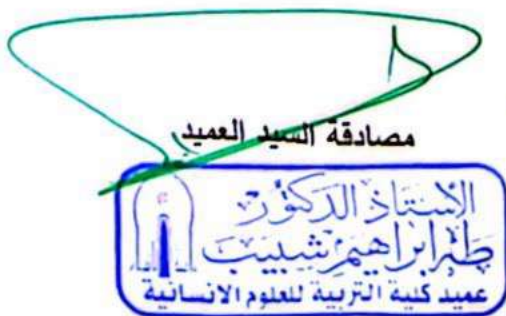 مصادقة السيد العميد
الأستاذ الدكتور
طه ابراهيم شبيب
عميد كلية التربية للعلوم الانسانية